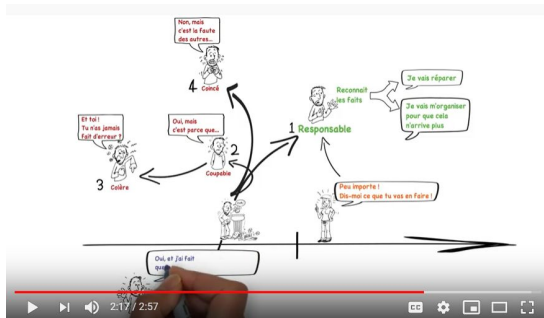 Non, mais
c'est la faute
des autres...
4 Coincé
Et toi !
Tu n'as jamais
fait d'erreur ?
3 Colère
Oui, mais
c'est parce que...
2
Coupable
1 Responsable
Reconnait
les faits
Je vais réparer
Je vais m'organiser
pour que cela
n'arrive plus
Peu importe !
Dis-moi ce que tu vas en faire !
Oui, et j'ai fait
que
2:17 / 2:57
CC